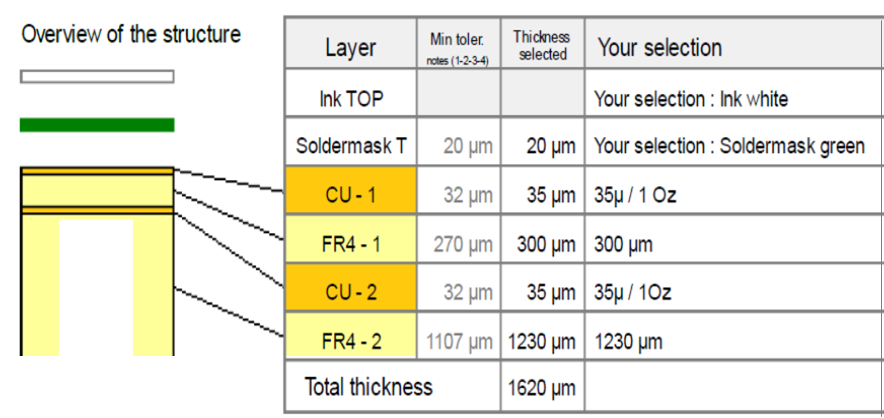 Overview of the structure
Layer Min toler. notes (1-2-3-4) Thickness selected Your selection
Ink TOP Your selection : Ink white
Soldermask T 20 µm 20 µm Your selection : Soldermask green
CU - 1 32 µm 35 µm 35µ / 1 Oz
FR4 - 1 270 µm 300 µm 300 µm
CU - 2 32 µm 35 µm 35µ / 1Oz
FR4 - 2 1107 µm 1230 µm 1230 µm
Total thickness 1620 µm